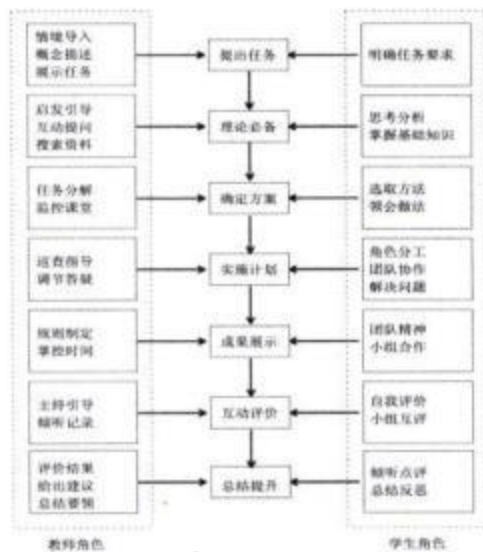 情境导入
概念描述
展示任务
提出任务
明确任务要求
启发引导
互动提问
搜索资料
理论必备
思考分析
掌握基础知识
任务分解
监控课堂
确定方案
选取方法
领会做法
巡查指导
调节答疑
实施计划
角色分工
团队协作
解决问题
规则制定
掌控时间
成果展示
团队精神
小组合作
主持引导
倾听记录
互动评价
自我评价
小组互评
评价结果
给出建议
总结要领
总结提升
倾听点评
总结反思
教师角色
学生角色